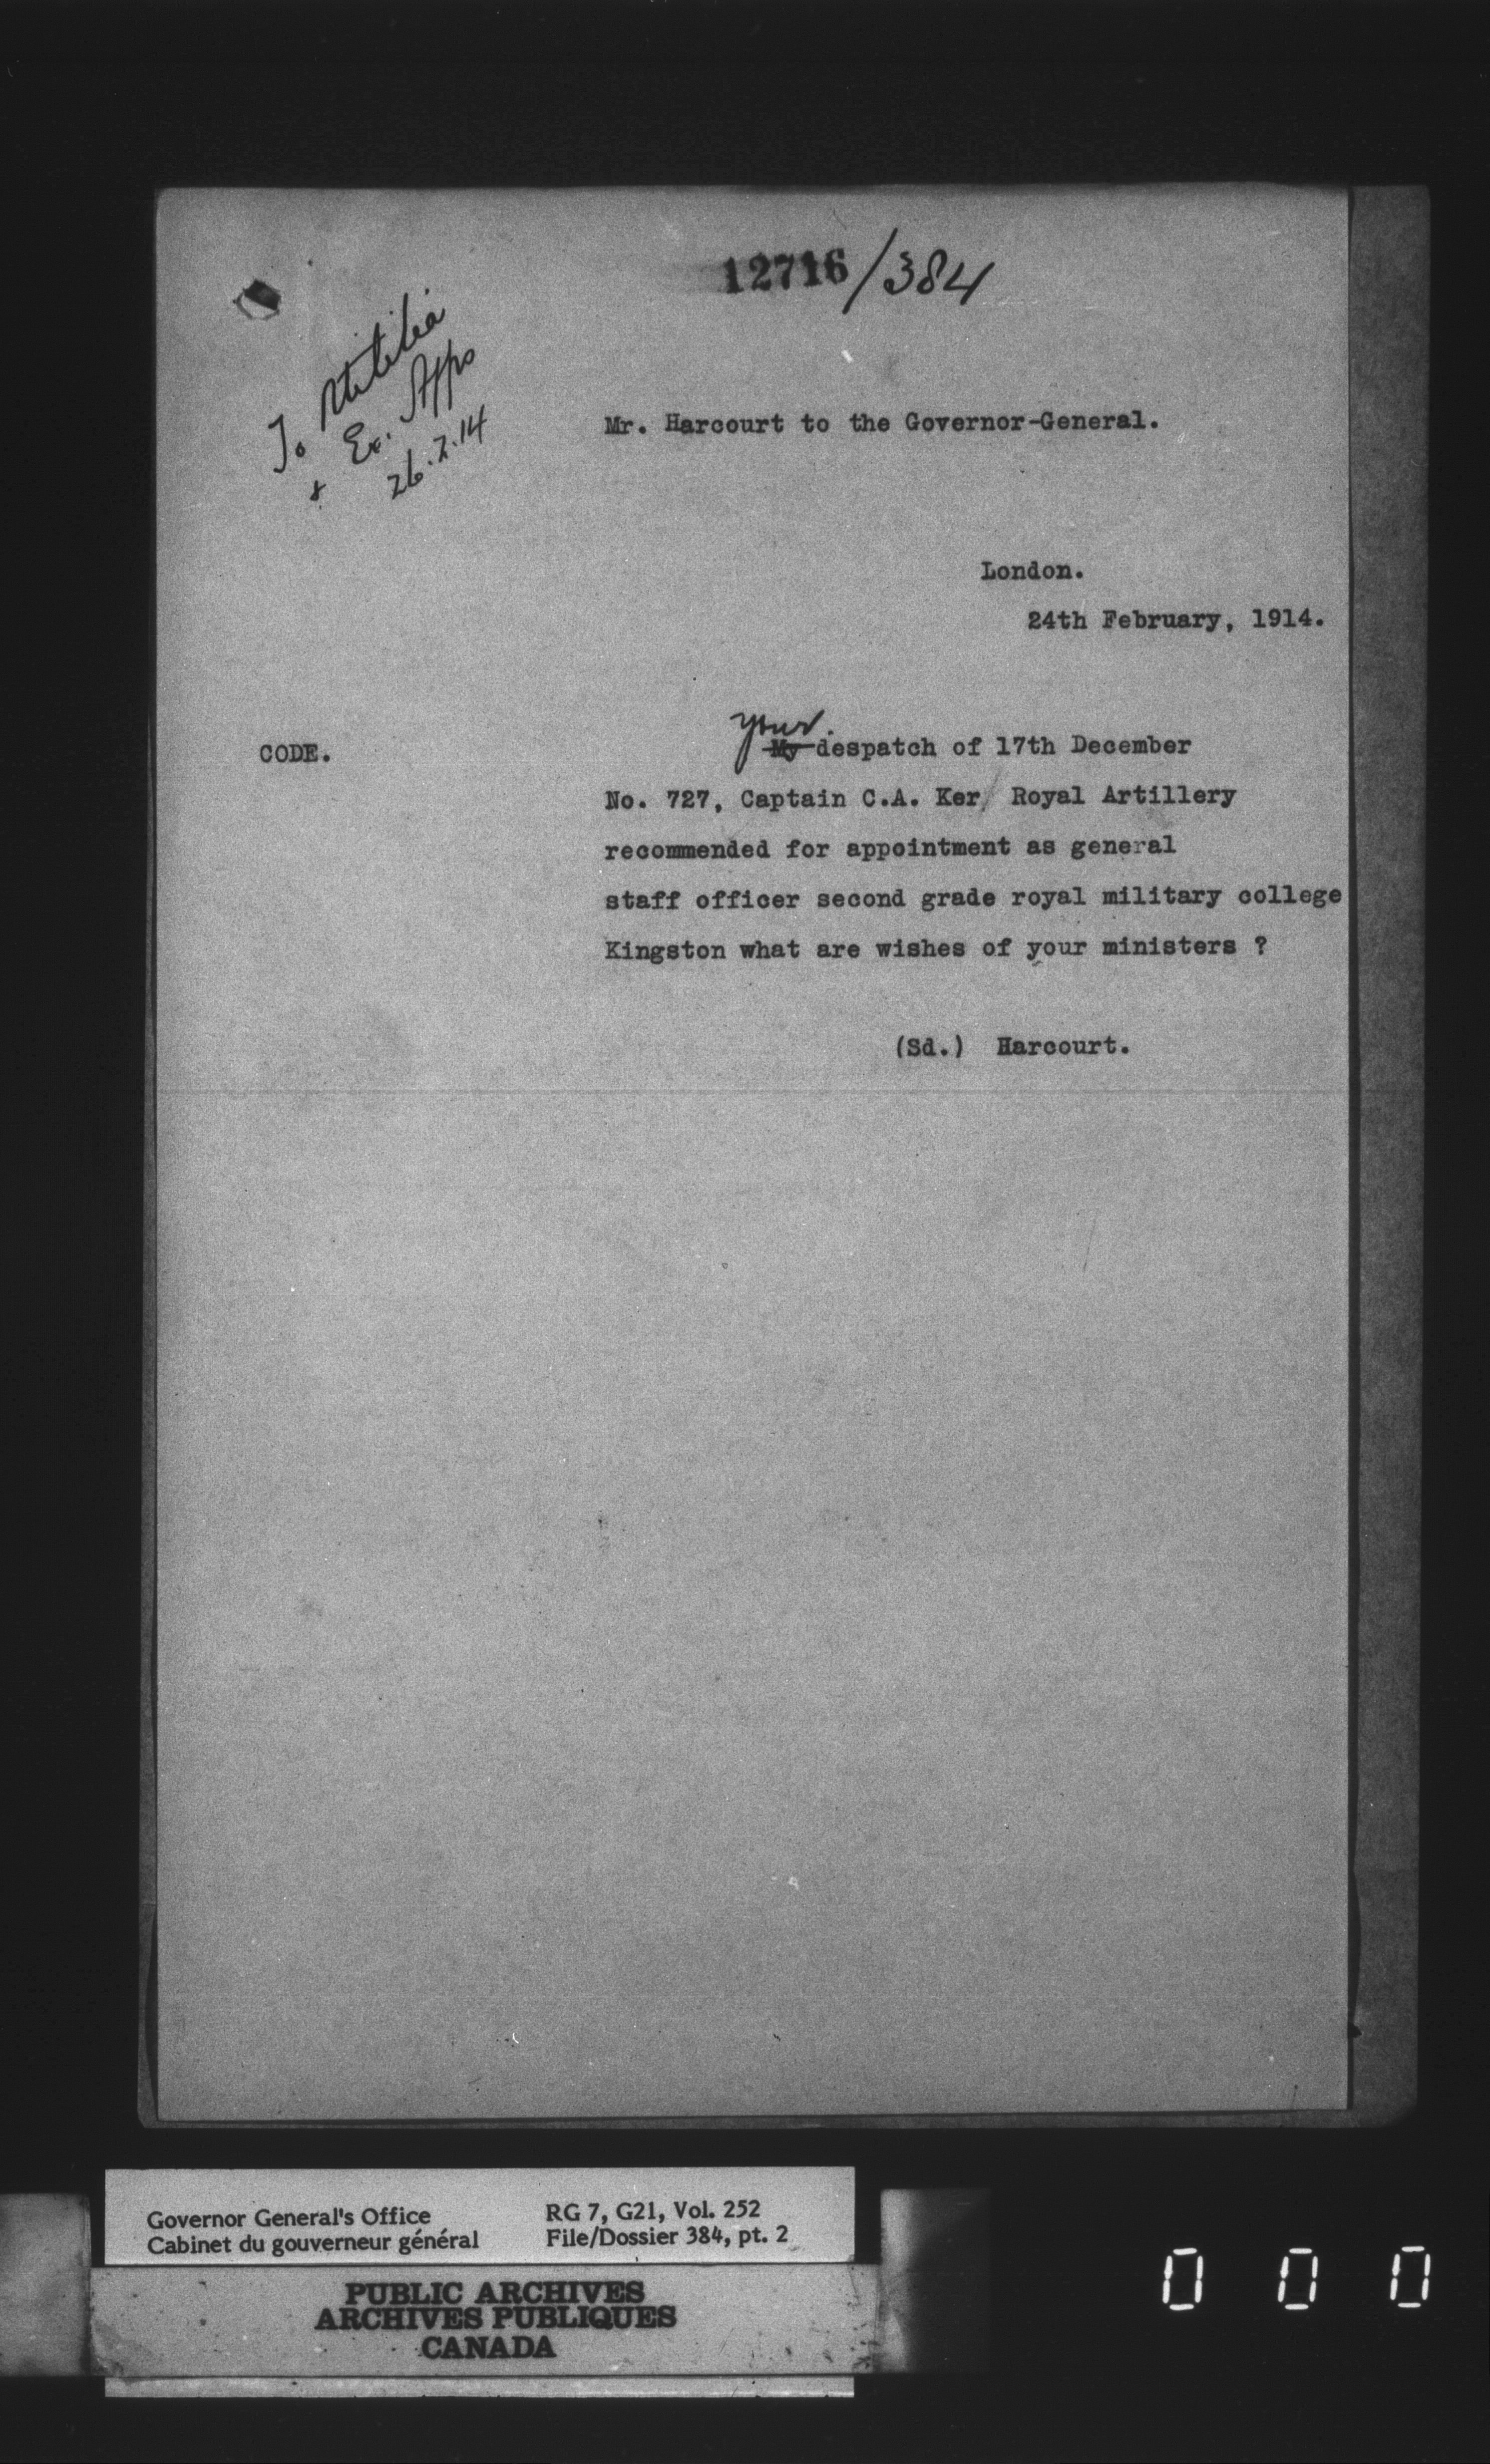 12716/384
To Militia
& Ex. Affrs
26.2.14
Mr. Harcourt to the Governor-General.
London.
24th February, 1914.
your
CODE. My despatch of 17th December
No. 727, Captain C.A. Ker/ Royal Artillery
recommended for appointment as general
staff officer second grade royal military college
Kingston what are wishes of your ministers ?
(Sd.) Harcourt.
Governor General's Office RG 7, G21, Vol. 252
Cabinet du gouverneur général File/Dossier 384, pt. 2
PUBLIC ARCHIVES
ARCHIVES PUBLIQUES
CANADA
0 0 0